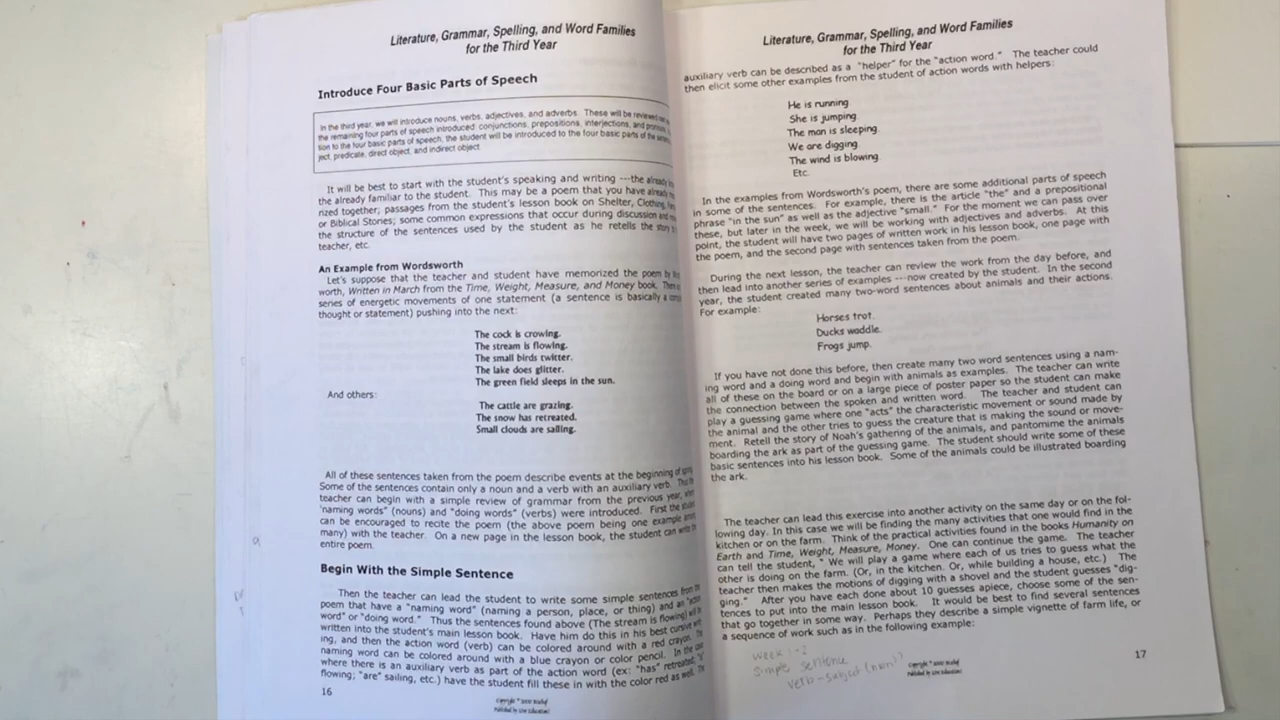 Literature, Grammar, Spelling, and Word Families
for the Third Year
Introduce Four Basic Parts of Speech
In the third year, we will introduce nouns, verbs, adjectives, and adverbs. These will be reviewed
the remaining four parts of speech introduced: conjunctions, prepositions, interjections, and
tion to the four basic parts of speech, the student will be introduced to the four basic parts of the
ject, predicate, direct object, and indirect object.
It will be best to start with the student's speaking and writing ---the already
the already familiar to the student. This may be a poem that you have already
rized together; passages from the student's lesson book on Shelter, Clothing,
or Biblical Stories; some common expressions that occur during discussion and
the structure of the sentences used by the student as he retells the story
teacher, etc.
An Example from Wordsworth
Let's suppose that the teacher and student have memorized the poem by
worth, Written in March from the Time, Weight, Measure, and Money book.
series of energetic movements of one statement (a sentence is basically a
thought or statement) pushing into the next:
The cock is crowing.
The stream is flowing.
The small birds twitter.
The lake does glitter.
The green field sleeps in the sun.
And others:
The cattle are grazing.
The snow has retreated.
Small clouds are sailing.
All of these sentences taken from the poem describe events at the beginning of
Some of the sentences contain only a noun and a verb with an auxiliary verb.
teacher can begin with a simple review of grammar from the previous year,
'naming words" (nouns) and "doing words" (verbs) were introduced. First the
can be encouraged to recite the poem (the above poem being one example
many) with the teacher. On a new page in the lesson book, the student can write
entire poem.
Begin With the Simple Sentence
Then the teacher can lead the student to write some simple sentences from
poem that have a "naming word" (naming a person, place, or thing) and an
word" or "doing word." Thus the sentences found above (The stream is flowing) will be
written into the student's main lesson book. Have him do this in his best cursive
ing, and then the action word (verb) can be colored around with a red crayon. The
naming word can be colored around with a blue crayon or color pencil. In the case
where there is an auxiliary verb as part of the action word (ex: "has" retreated;
flowing; "are" sailing, etc.) have the student fill these in with the color red as well. The
16
Published by Live Education!
Literature, Grammar, Spelling, and Word Families
for the Third Year
auxiliary verb can be described as a "helper" for the "action word." The teacher could
then elicit some other examples from the student of action words with helpers:
He is running.
She is jumping.
The man is sleeping.
We are digging.
The wind is blowing.
Etc.
In the examples from Wordsworth's poem, there are some additional parts of speech
in some of the sentences. For example, there is the article "the" and a prepositional
phrase "in the sun" as well as the adjective "small." For the moment we can pass over
these, but later in the week, we will be working with adjectives and adverbs. At this
point, the student will have two pages of written work in his lesson book, one page with
the poem, and the second page with sentences taken from the poem.
During the next lesson, the teacher can review the work from the day before, and
then lead into another series of examples ---now created by the student. In the second
year, the student created many two-word sentences about animals and their actions.
For example:
Horses trot.
Ducks waddle.
Frogs jump.
If you have not done this before, then create many two word sentences using a nam-
ing word and a doing word and begin with animals as examples. The teacher can write
all of these on the board or on a large piece of poster paper so the student can make
the connection between the spoken and written word. The teacher and student can
play a guessing game where one "acts" the characteristic movement or sound made by
the animal and the other tries to guess the creature that is making the sound or move-
ment. Retell the story of Noah's gathering of the animals, and pantomime the animals
boarding the ark as part of the guessing game. The student should write some of these
basic sentences into his lesson book. Some of the animals could be illustrated boarding
the ark.
The teacher can lead this exercise into another activity on the same day or on the fol-
lowing day. In this case we will be finding the many activities that one would find in the
kitchen or on the farm. Think of the practical activities found in the books Humanity on
Earth and Time, Weight, Measure, Money. One can continue the game. The teacher
can tell the student, " We will play a game where each of us tries to guess what the
other is doing on the farm. (Or, in the kitchen. Or, while building a house, etc.) The
teacher then makes the motions of digging with a shovel and the student guesses "dig-
ging." After you have each done about 10 guesses apiece, choose some of the sen-
tences to put into the main lesson book. It would be best to find several sentences
that go together in some way. Perhaps they describe a simple vignette of farm life, or
a sequence of work such as in the following example:
week 1-2
simple sentence
verb-subject (noun)
Published by Live Education!
17